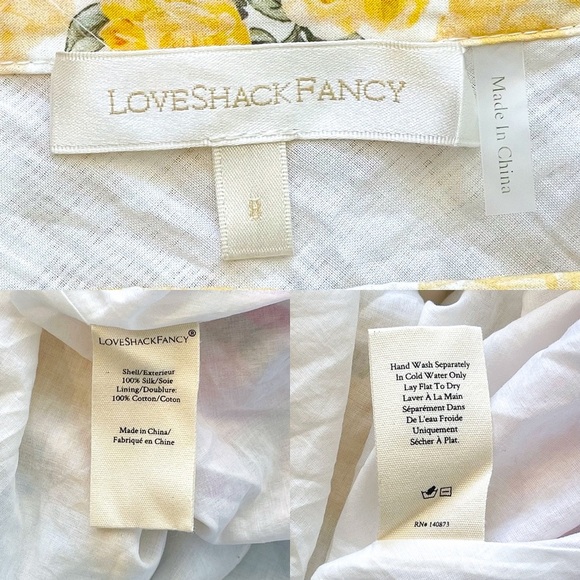 LOVESHACKFANCY
Made In China
8
LOVESHACKFANCY®
Shell/Exterieur
100% Silk/Soie
Lining/Doublure:
100% Cotton/Coton
Made in China/
Fabriqué en Chine
Hand Wash Separately
In Cold Water Only
Lay Flat To Dry
Laver À La Main
Séparément Dans
De L'eau Froide
Uniquement
Sécher À Plat.
RN# 140873